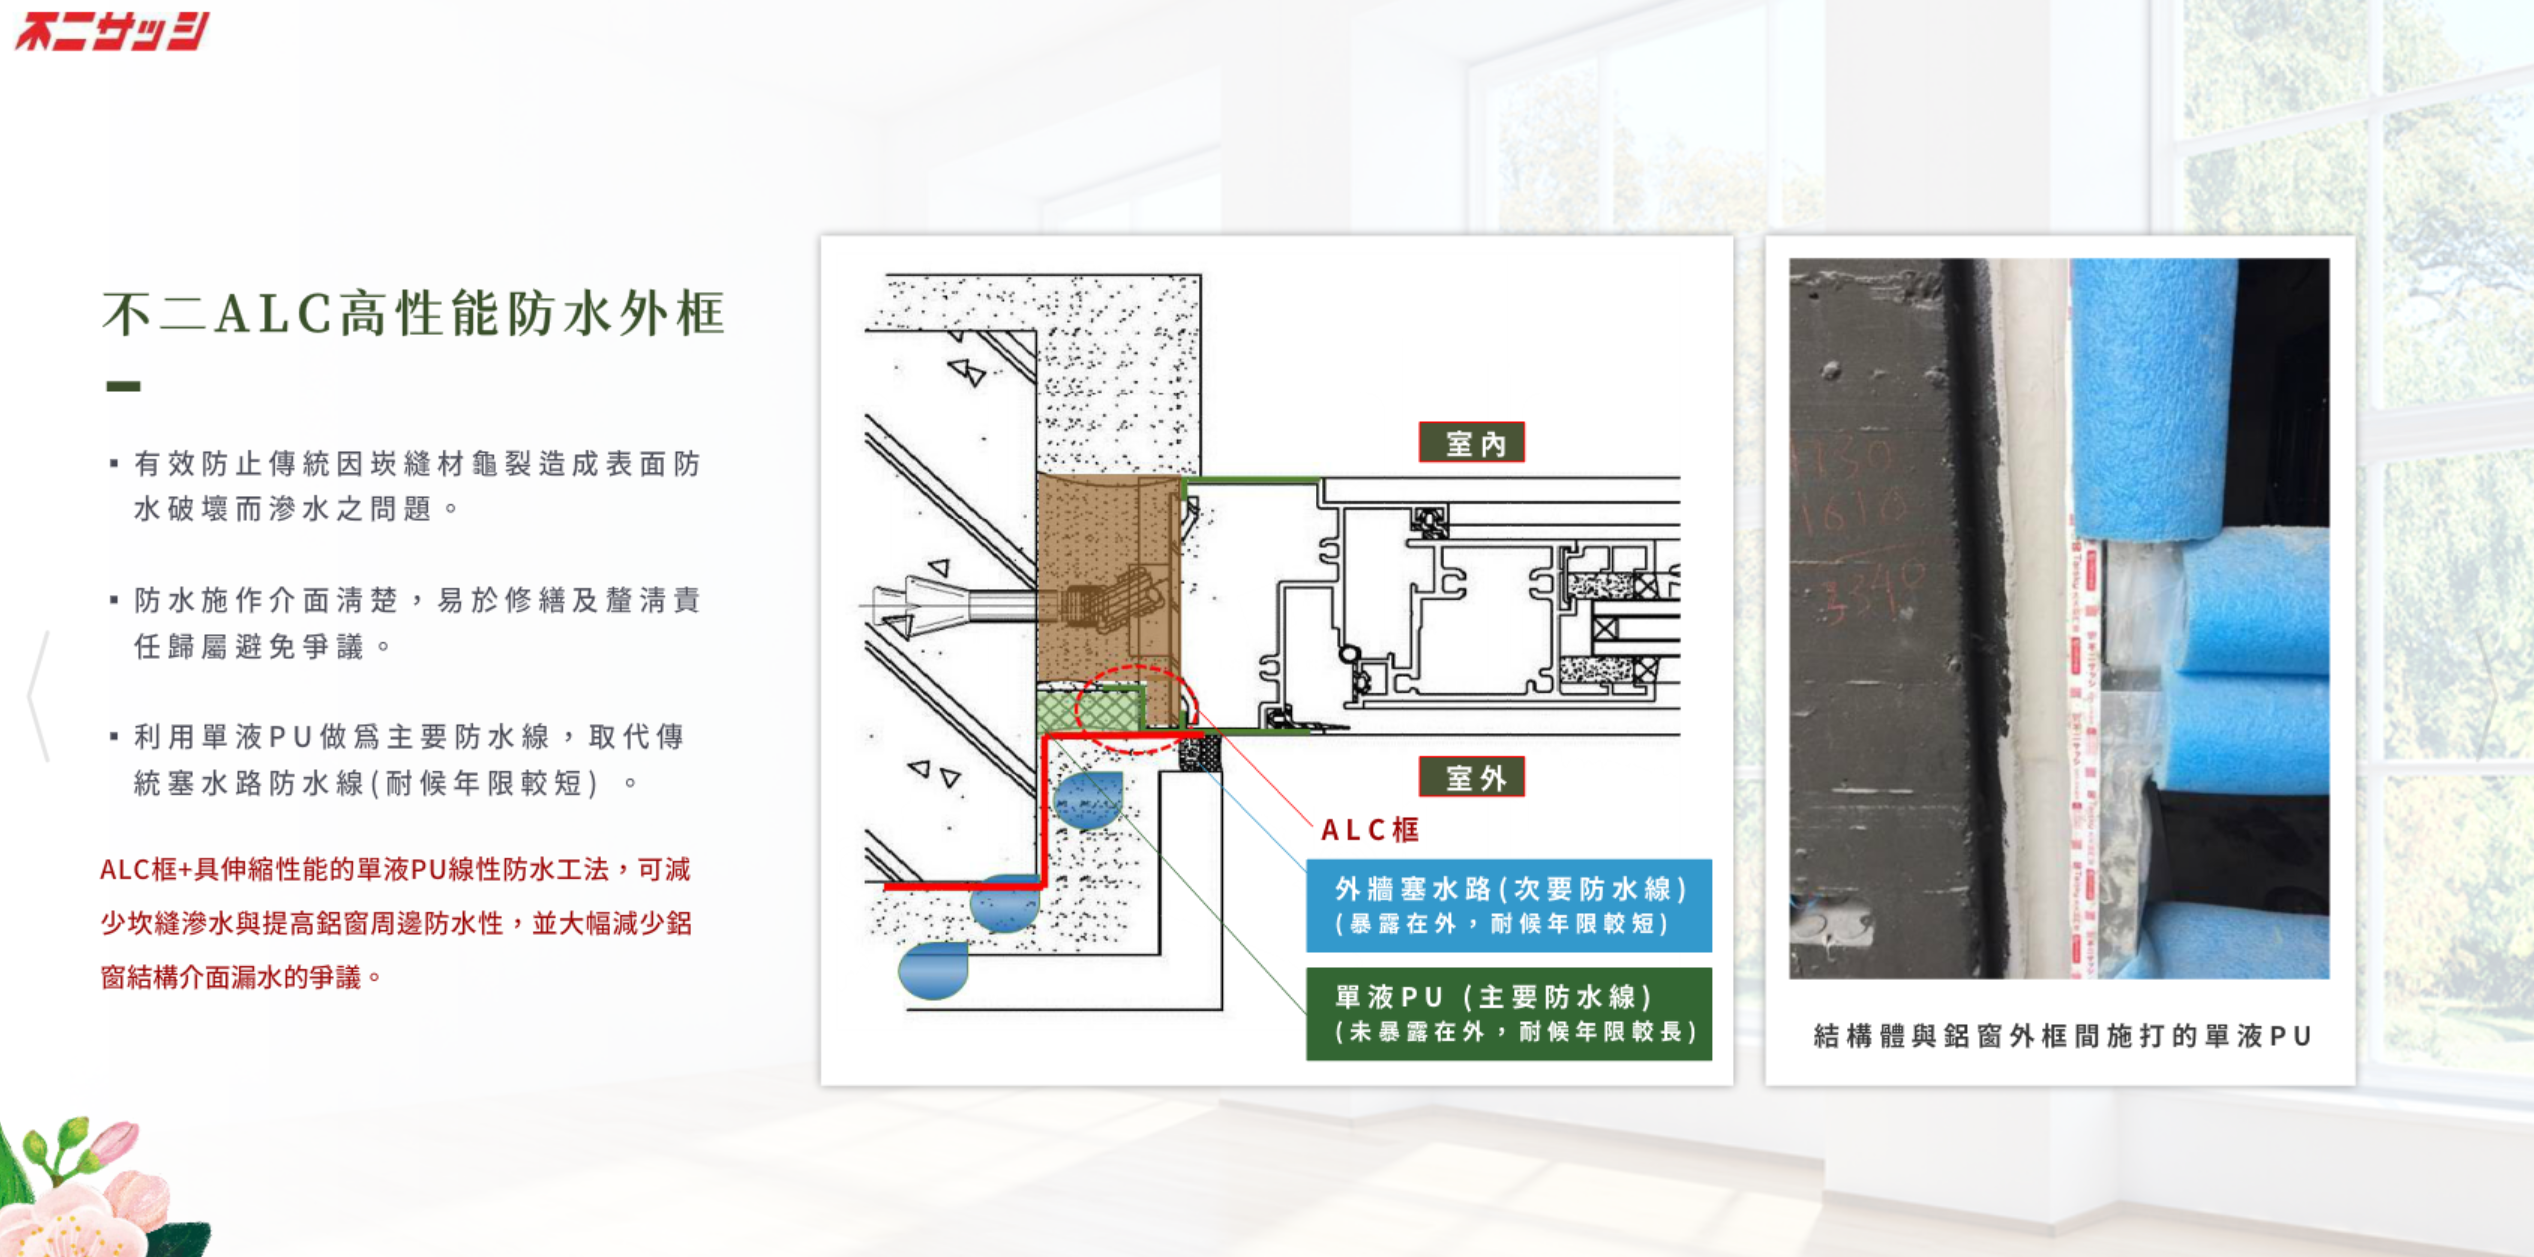 不二サッシ
不二ALC高性能防水外框
▪ 有效防止傳統因崁縫材龜裂造成表面防
水破壞而滲水之問題。
▪ 防水施作介面清楚，易於修繕及釐清責
任歸屬避免爭議。
▪ 利用單液PU做為主要防水線，取代傳
統塞水路防水線(耐候年限較短) 。
ALC框+具伸縮性能的單液PU線性防水工法，可減
少坎縫滲水與提高鋁窗周邊防水性，並大幅減少鋁
窗結構介面漏水的爭議。
室內
室外
ALC框
外牆塞水路(次要防水線)
(暴露在外，耐候年限較短)
單液PU (主要防水線)
(未暴露在外，耐候年限較長)
1610
3340
結構體與鋁窗外框間施打的單液PU